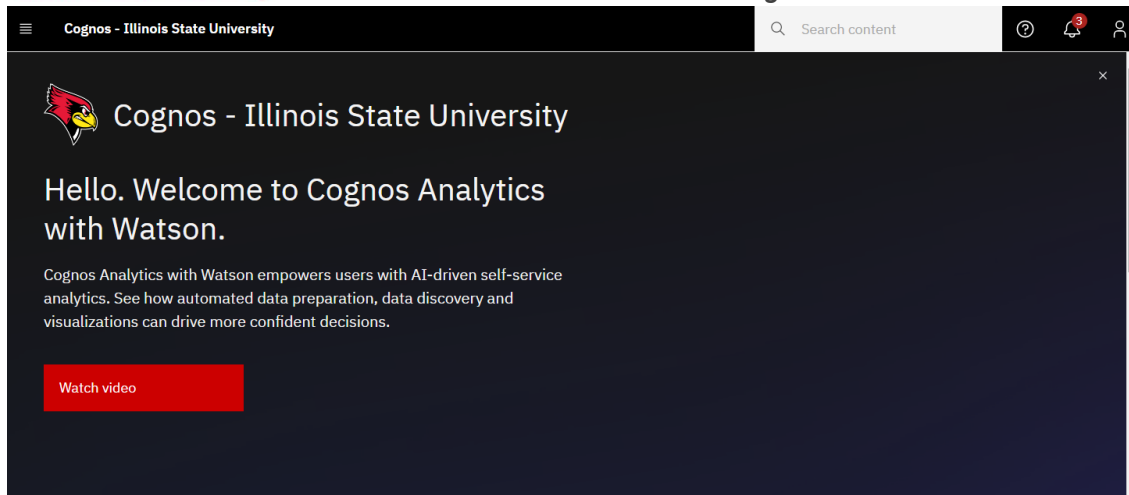 Cognos - Illinois State University
Search content
3
Cognos - Illinois State University
Hello. Welcome to Cognos Analytics
with Watson.
Cognos Analytics with Watson empowers users with AI-driven self-service
analytics. See how automated data preparation, data discovery and
visualizations can drive more confident decisions.
Watch video